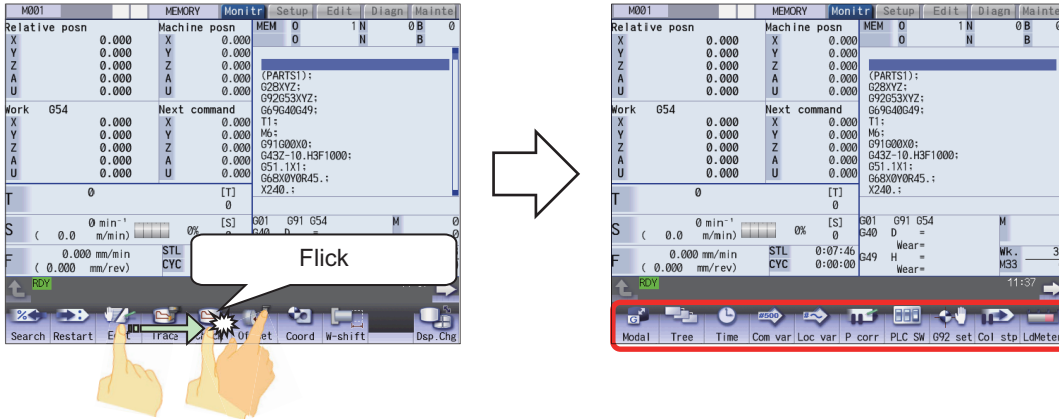 M001 MEMORY Monitr Setup Edit Diagn Mainte
Relative posn Machine posn MEM O 1 N 0 B 0
O N B
X 0.000 X 0.000
Y 0.000 Y 0.000
Z 0.000 Z 0.000
A 0.000 A 0.000
U 0.000 U 0.000
(PARTS1);
G28XYZ;
G92G53XYZ;
G69G40G49;
T1;
M6;
G91G00X0;
G43Z-10.H3F1000;
G51.1X1;
G68X0Y0R45.;
X240.;
Work G54 Next command
X 0.000 X 0.000
Y 0.000 Y 0.000
Z 0.000 Z 0.000
A 0.000 A 0.000
U 0.000 U 0.000
T 0 [T]
0
S 0 min⁻¹ 0% [S]
( 0.0 m/min) 0
G01 G91 G54 M 0
G40 D = 0
F 0.000 mm/min STL
( 0.000 mm/rev) CYC
Flick
RDY
Search Restart Trace Coord W-shift Dsp.Chg
M001 MEMORY Monitr Setup Edit Diagn Mainte
Relative posn Machine posn MEM O 1 N 0 B 0
O N B
X 0.000 X 0.000
Y 0.000 Y 0.000
Z 0.000 Z 0.000
A 0.000 A 0.000
U 0.000 U 0.000
(PARTS1);
G28XYZ;
G92G53XYZ;
G69G40G49;
T1;
M6;
G91G00X0;
G43Z-10.H3F1000;
G51.1X1;
G68X0Y0R45.;
X240.;
Work G54 Next command
X 0.000 X 0.000
Y 0.000 Y 0.000
Z 0.000 Z 0.000
A 0.000 A 0.000
U 0.000 U 0.000
T 0 [T]
0
S 0 min⁻¹ 0% [S]
( 0.0 m/min) 0
G01 G91 G54 M
G40 D =
Wear=
F 0.000 mm/min STL 0:07:46
( 0.000 mm/rev) CYC 0:00:00
G49 H = Wk. 3
Wear= M33
RDY 11:37
G #500
Modal Tree Time Com var Loc var P corr PLC SW G92 set Col stp LdMeter